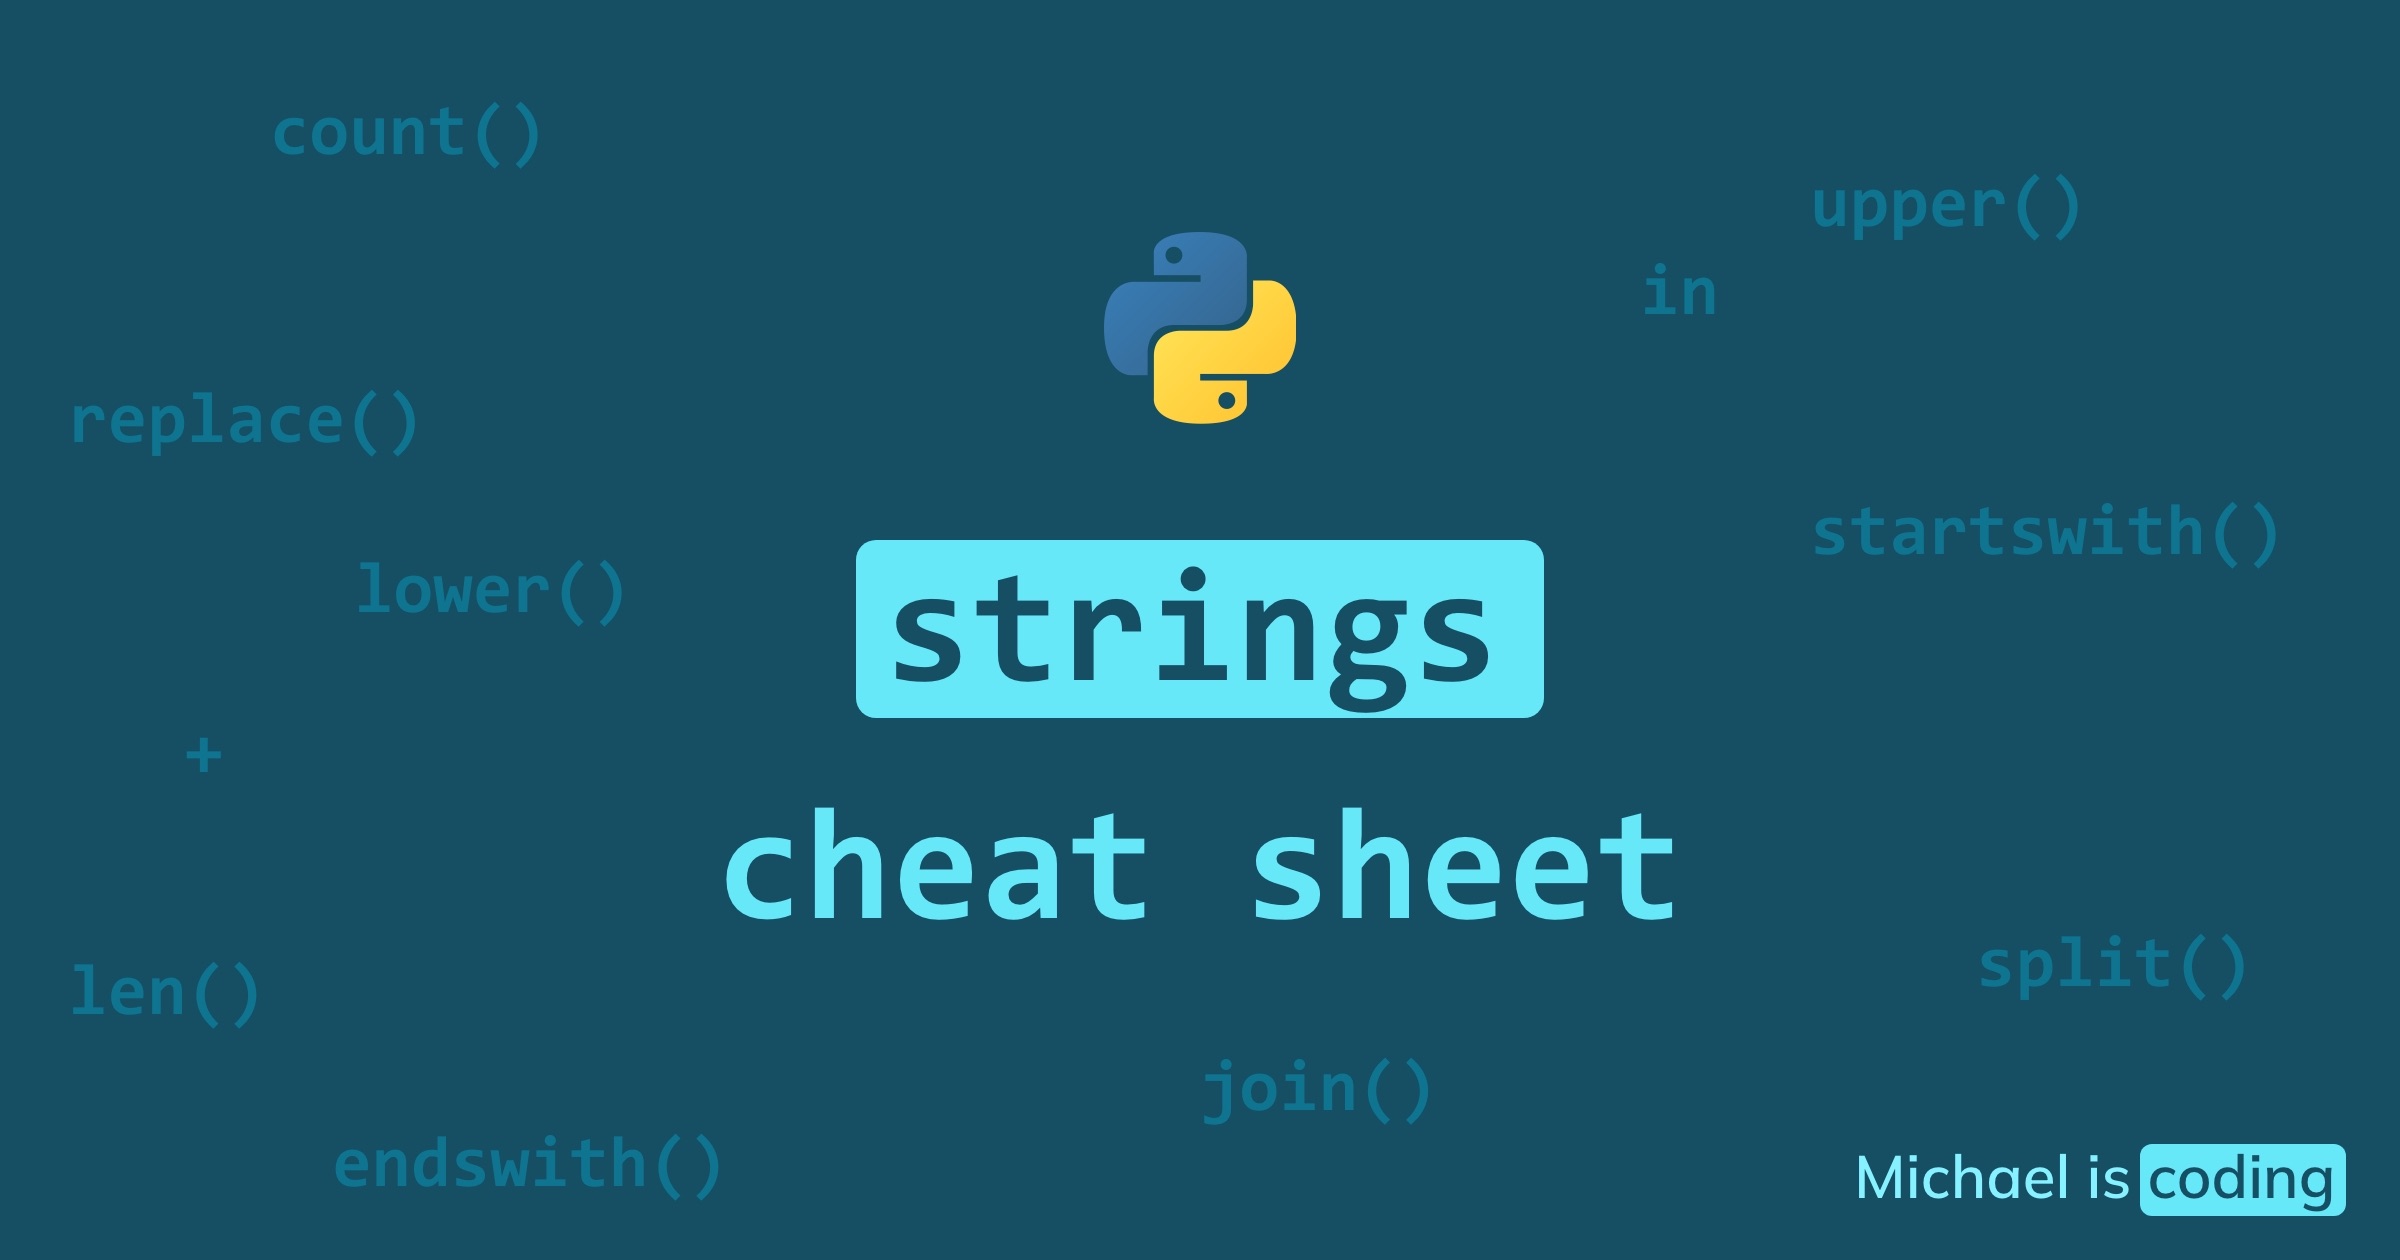 count()
upper()
in
replace()
startswith()
lower()
strings
+
cheat sheet
len()
split()
join()
endswith()
Michael is coding